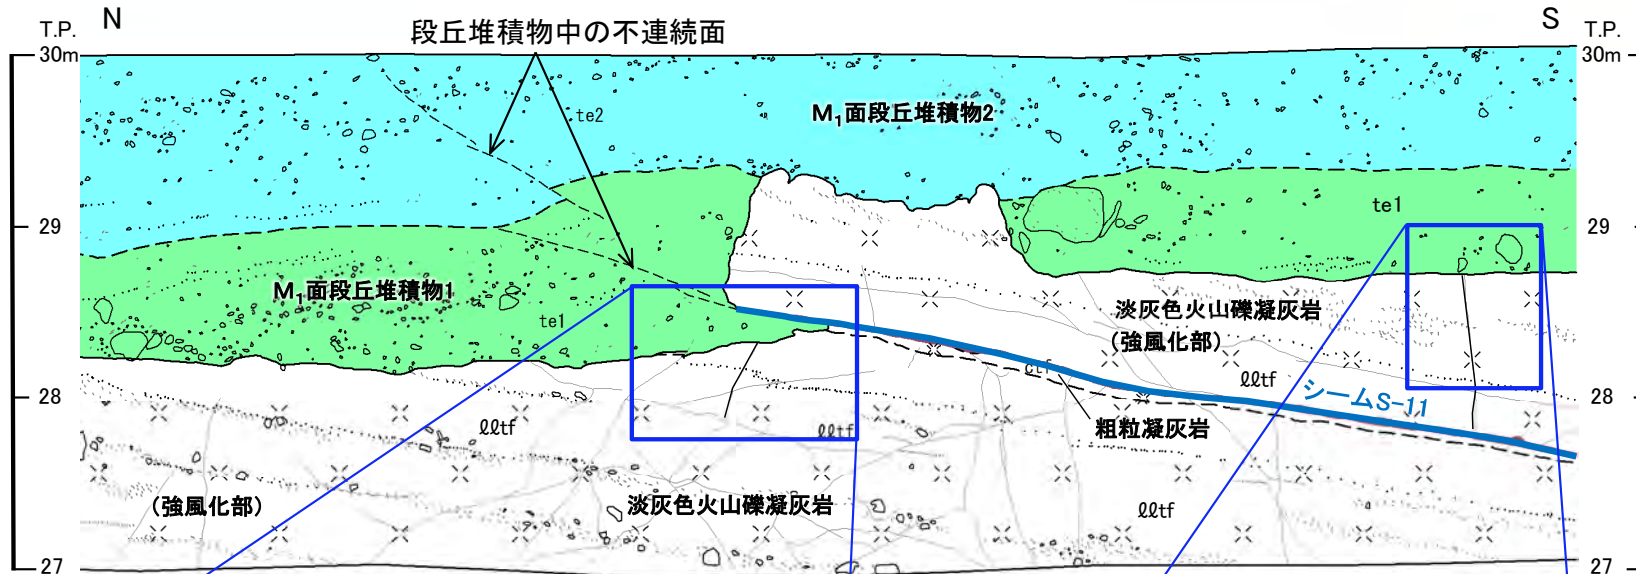 N
S
T.P.
T.P.
段丘堆積物中の不連続面
30m
30m
M₁面段丘堆積物2
te2
te1
29
29
M₁面段丘堆積物1
te1
淡灰色火山礫凝灰岩
(強風化部)
ctf
ℓℓtf
シームS-11
28
28
粗粒凝灰岩
ℓℓtf
ℓℓtf
(強風化部)
淡灰色火山礫凝灰岩
ℓℓtf
27
27